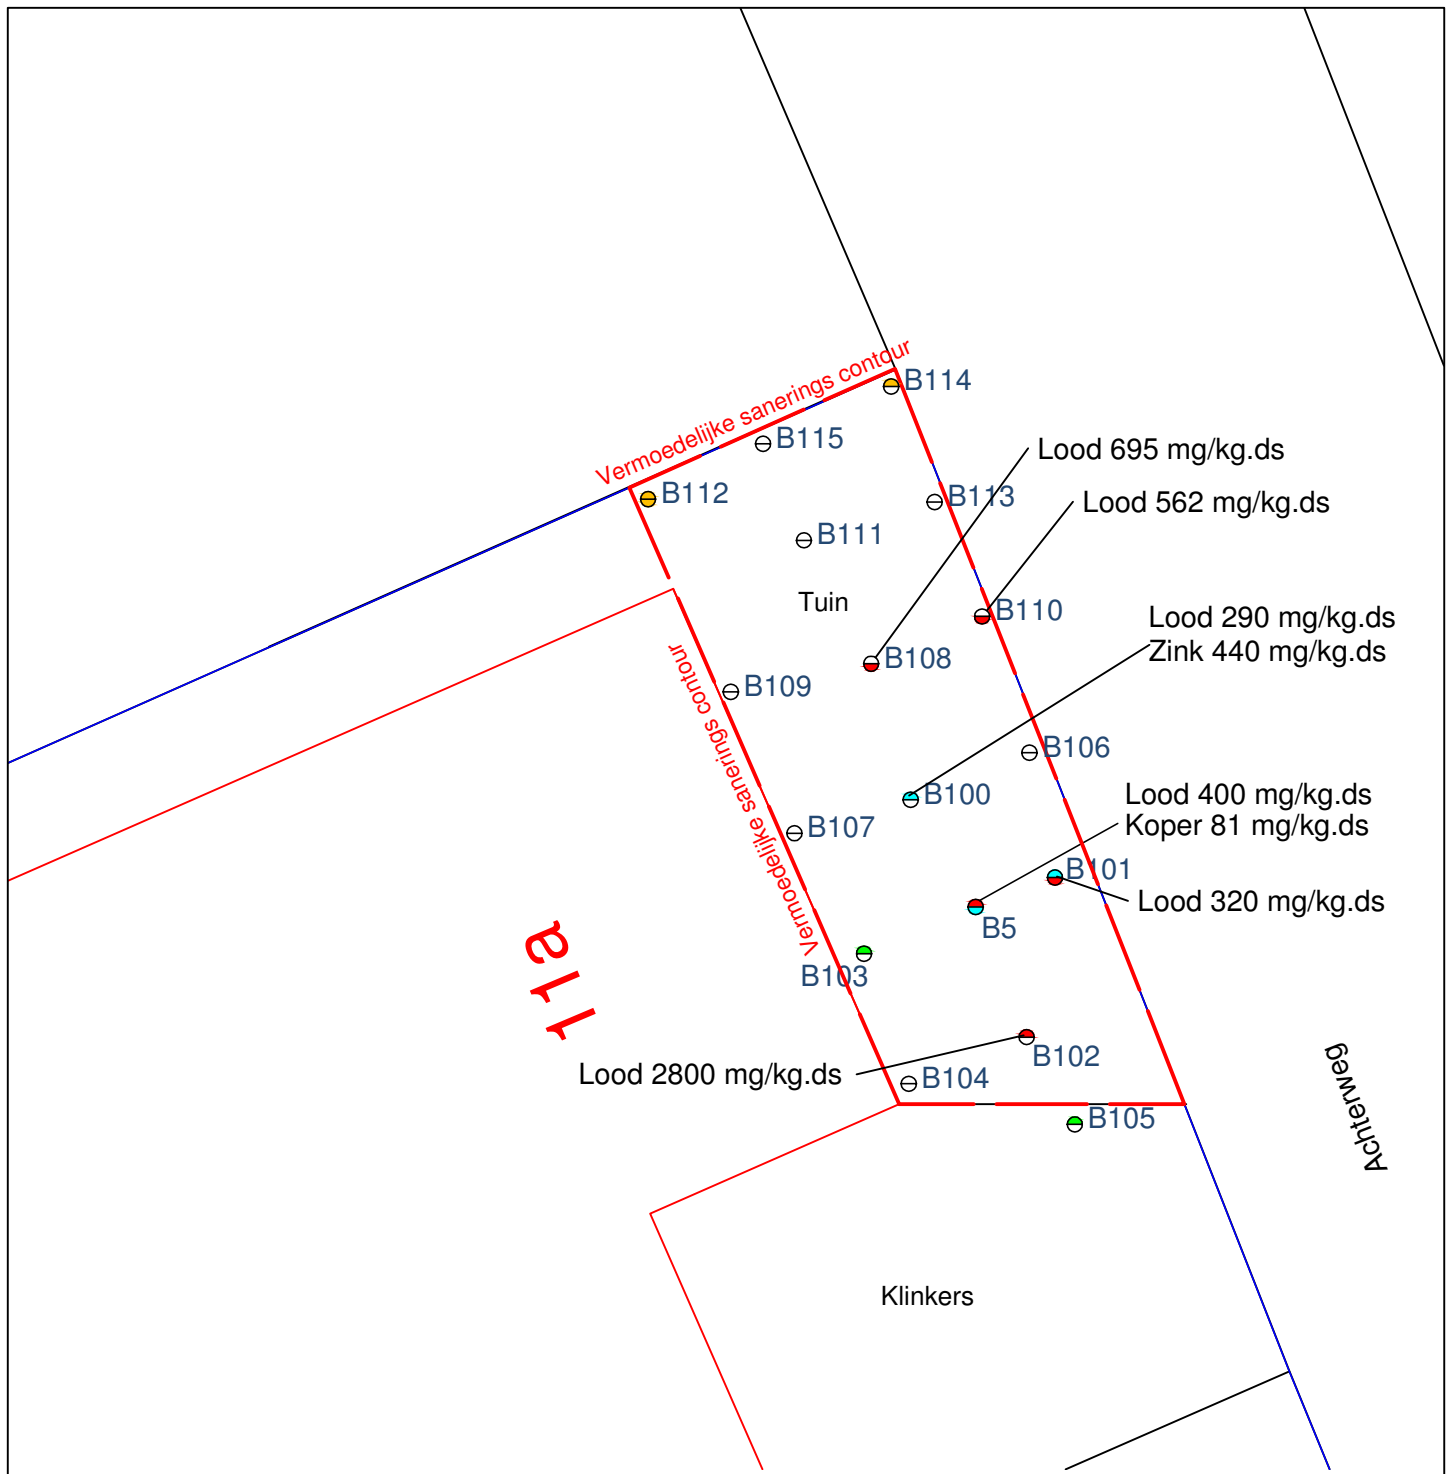 Vermoedelijke sanerings contour
B114
B115
Lood 695 mg/kg.ds
B112
B113
Lood 562 mg/kg.ds
B111
Tuin
B110
Lood 290 mg/kg.ds
Zink 440 mg/kg.ds
B108
B109
Vermoedelijke sanerings contour
B106
B100
Lood 400 mg/kg.ds
Koper 81 mg/kg.ds
B107
B101
Lood 320 mg/kg.ds
B5
11a
B103
B102
Lood 2800 mg/kg.ds
B104
Achterweg
B105
Klinkers